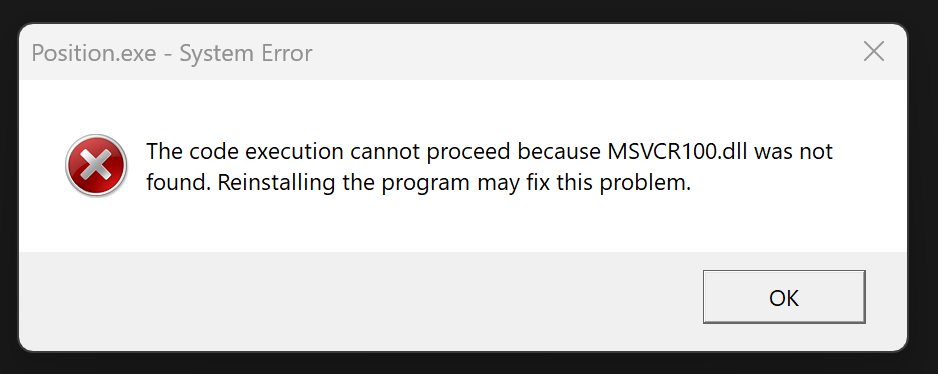 Position.exe - System Error
The code execution cannot proceed because MSVCR100.dll was not
found. Reinstalling the program may fix this problem.
OK